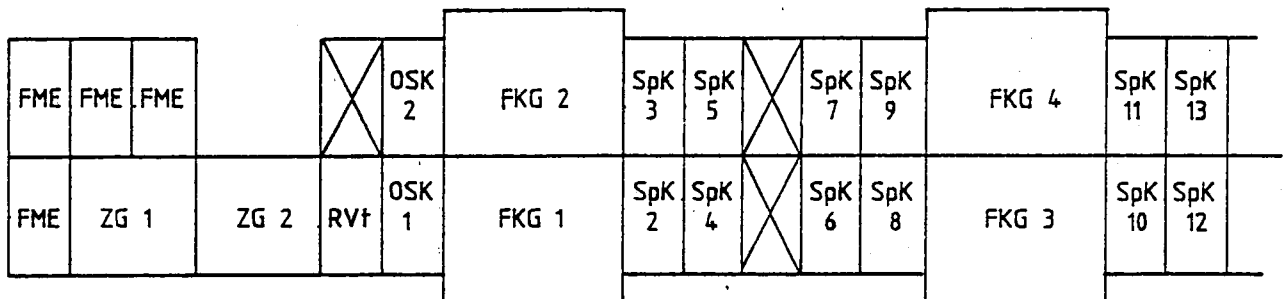 FME FME FME OSK 2 FKG 2 SpK 3 SpK 5 SpK 7 SpK 9 FKG 4 SpK 11 SpK 13
FME ZG 1 ZG 2 RVt OSK 1 FKG 1 SpK 2 SpK 4 SpK 6 SpK 8 FKG 3 SpK 10 SpK 12